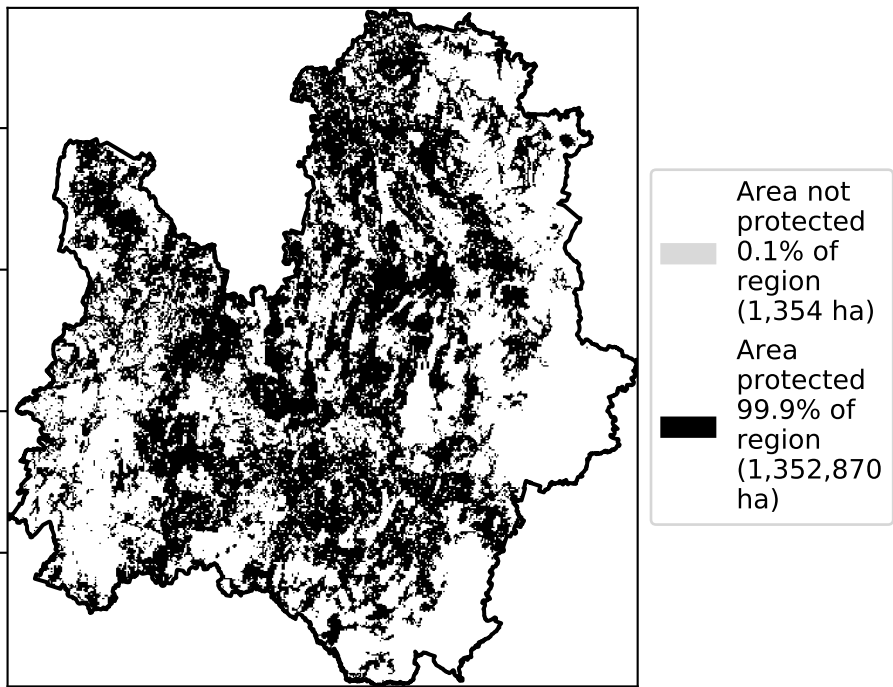 Area not
protected
0.1% of
region
(1,354 ha)
Area
protected
99.9% of
region
(1,352,870
ha)